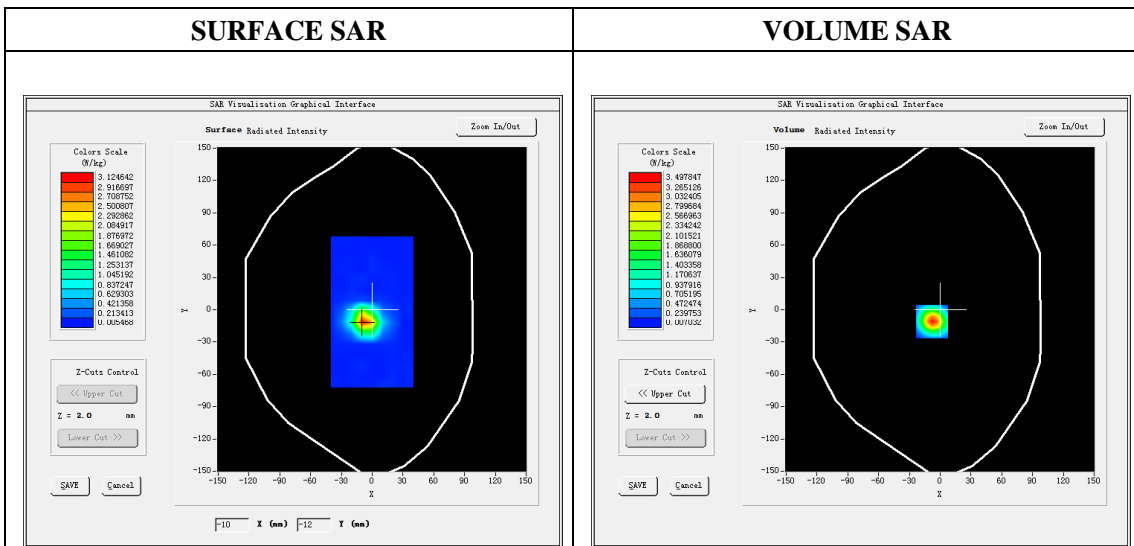 SURFACE SAR
VOLUME SAR
SAR Visualisation Graphical Interface
Surface Radiated Intensity
Zoom In/Out
Colors Scale
(W/kg)
3.124642
2.916697
2.708752
2.500807
2.292862
2.084917
1.876972
1.669027
1.461082
1.253137
1.045192
0.837247
0.629303
0.421358
0.213413
0.005468
Z-Cuts Control
<< Upper Cut
Z = 2.0 mm
Lower Cut >>
SAVE
Cancel
150
120
90
60
30
0
-30
-60
-90
-120
-150
Y
-150 -120 -90 -60 -30 0 30 60 90 120 150
X
-10 X (mm) -12 Y (mm)
SAR Visualisation Graphical Interface
Volume Radiated Intensity
Zoom In/Out
Colors Scale
(W/kg)
3.497847
3.265126
3.032405
2.799684
2.566963
2.334242
2.101521
1.868800
1.636079
1.403358
1.170637
0.937916
0.705195
0.472474
0.239753
0.007032
Z-Cuts Control
<< Upper Cut
Z = 2.0 mm
Lower Cut >>
SAVE
Cancel
150
120
90
60
30
0
-30
-60
-90
-120
-150
Y
-150 -120 -90 -60 -30 0 30 60 90 120 150
X